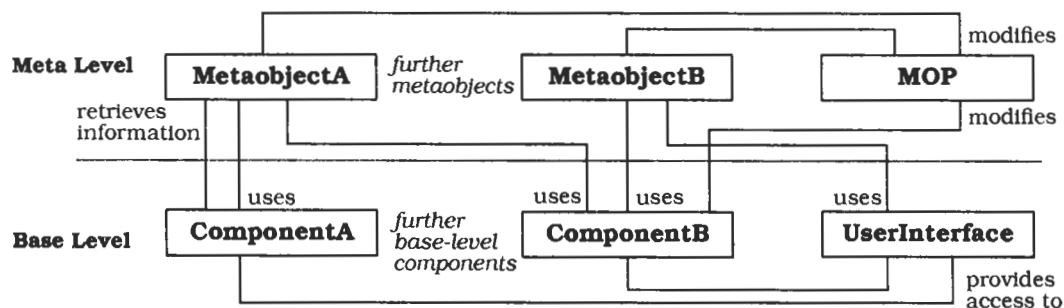 modifies
Meta Level
MetaobjectA
further
metaobjects
MetaobjectB
MOP
retrieves
information
modifies
uses
uses
uses
uses
Base Level
ComponentA
further
base-level
components
ComponentB
UserInterface
provides
access to